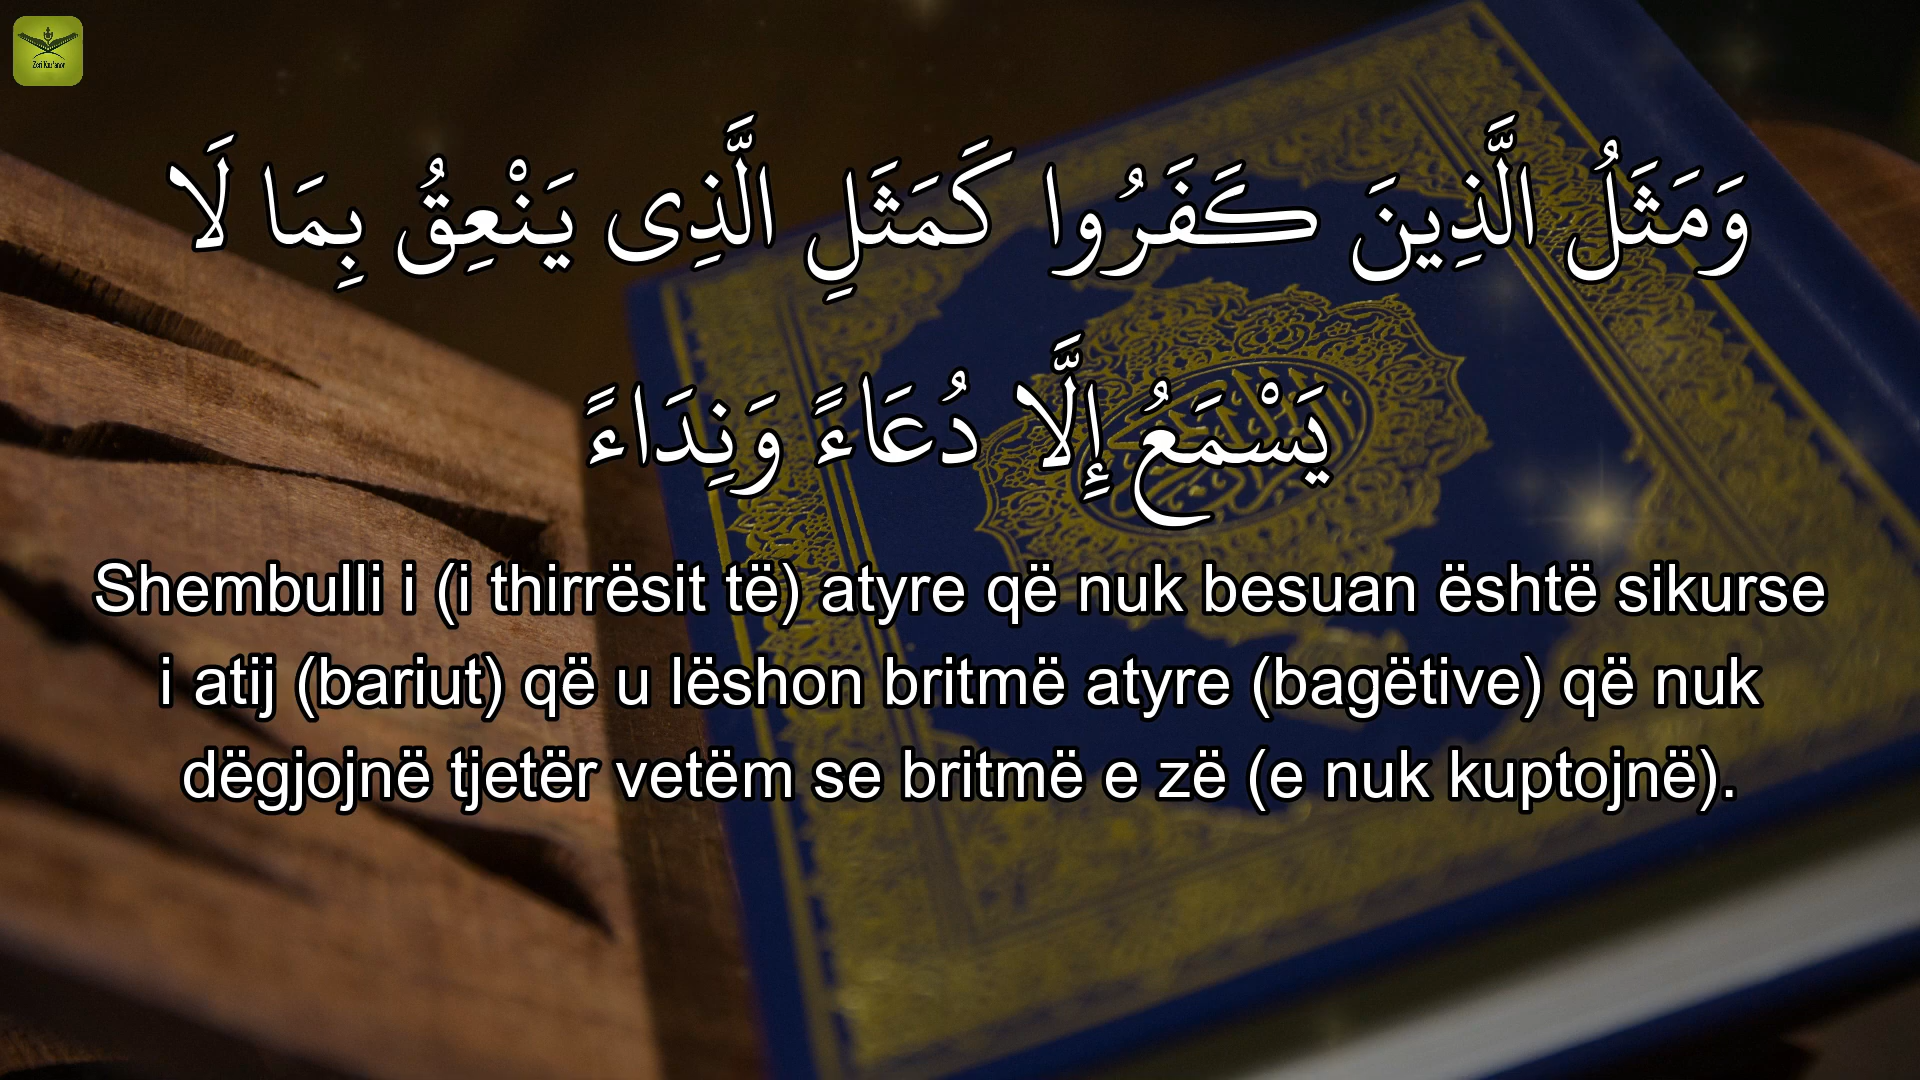 وَمَثَلُ الَّذِينَ كَفَرُوا كَمَثَلِ الَّذِى يَنْعِقُ بِمَا لَا
يَسْمَعُ إِلَّا دُعَاءً وَنِدَاءً
Shembulli i (i thirrësit të) atyre që nuk besuan është sikurse
i atij (bariut) që u lëshon britmë atyre (bagëtive) që nuk
dëgjojnë tjetër vetëm se britmë e zë (e nuk kuptojnë).